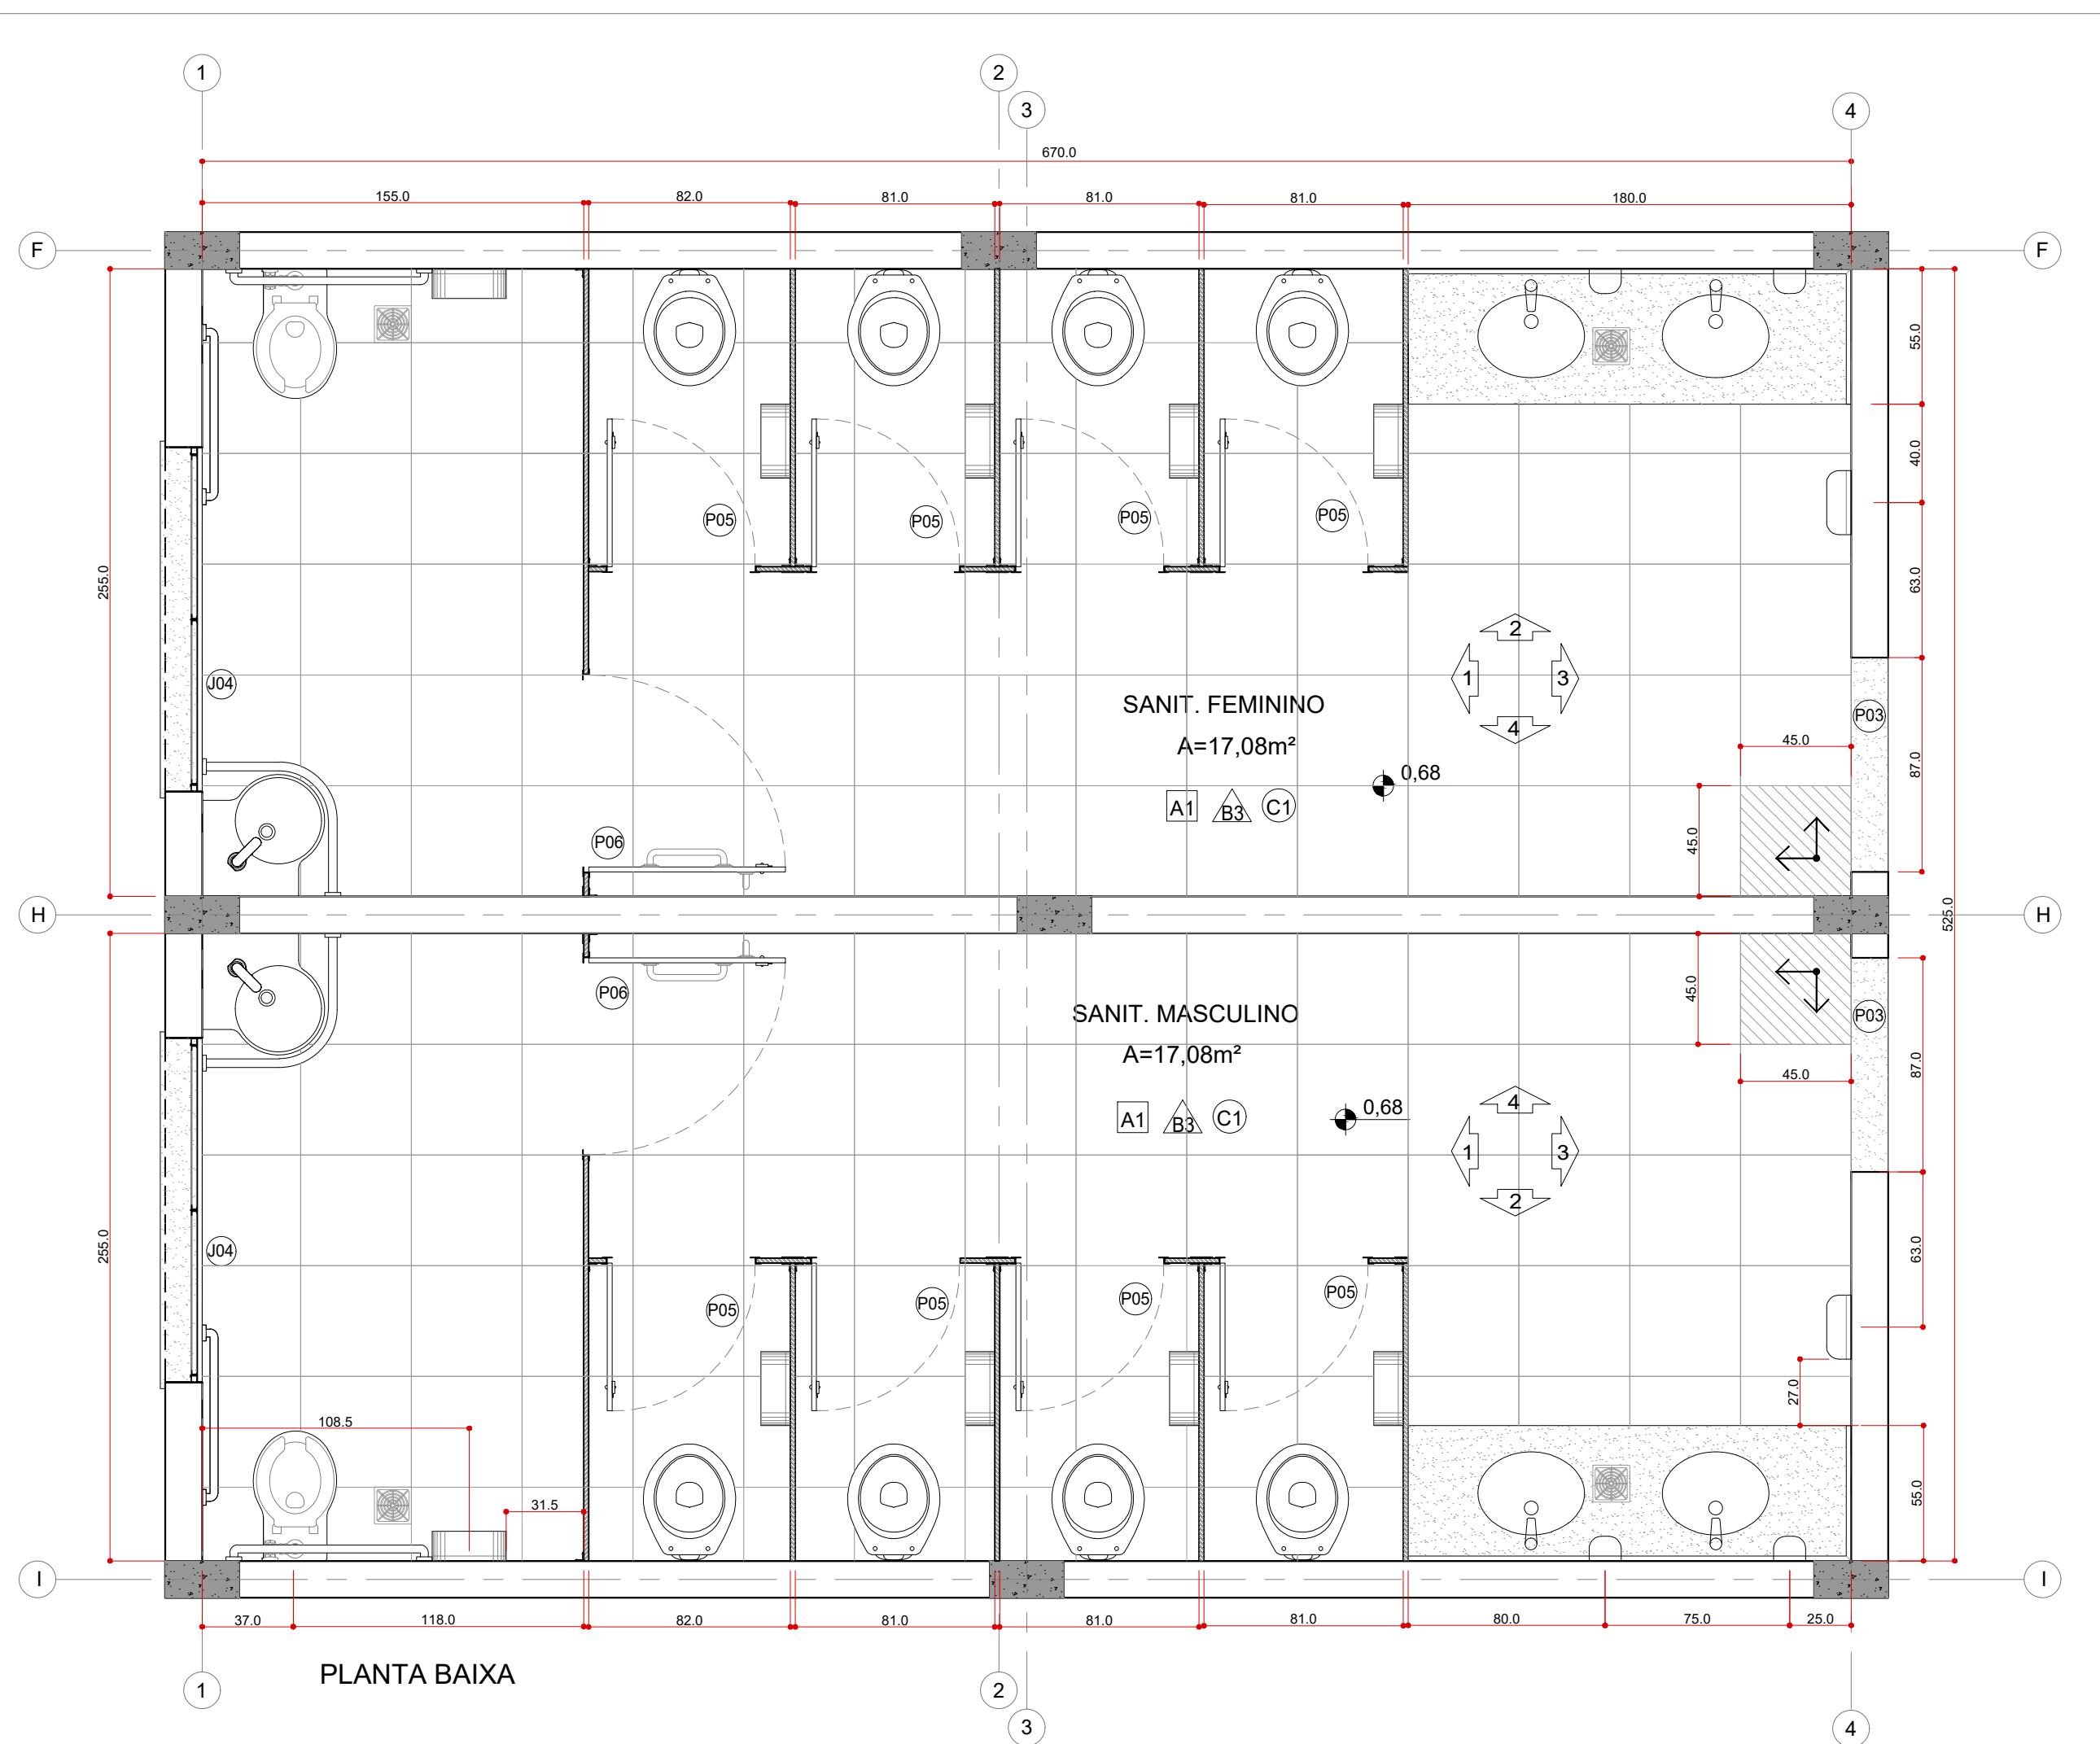 1
2
3
4
670.0
155.0
82.0
81.0
81.0
81.0
180.0
F
F
55.0
40.0
P05
P05
P05
P05
255.0
63.0
2
1
3
4
J04
SANIT. FEMININO
A=17,08m²
P03
45.0
87.0
0,68
A1
B3
C1
45.0
P06
H
H
525.0
P06
45.0
SANIT. MASCULINO
A=17,08m²
P03
45.0
87.0
A1
B3
C1
0,68
4
1
3
2
J04
255.0
63.0
P05
P05
P05
P05
27.0
108.5
31.5
55.0
I
I
37.0
118.0
82.0
81.0
81.0
81.0
80.0
75.0
25.0
PLANTA BAIXA
1
2
3
4